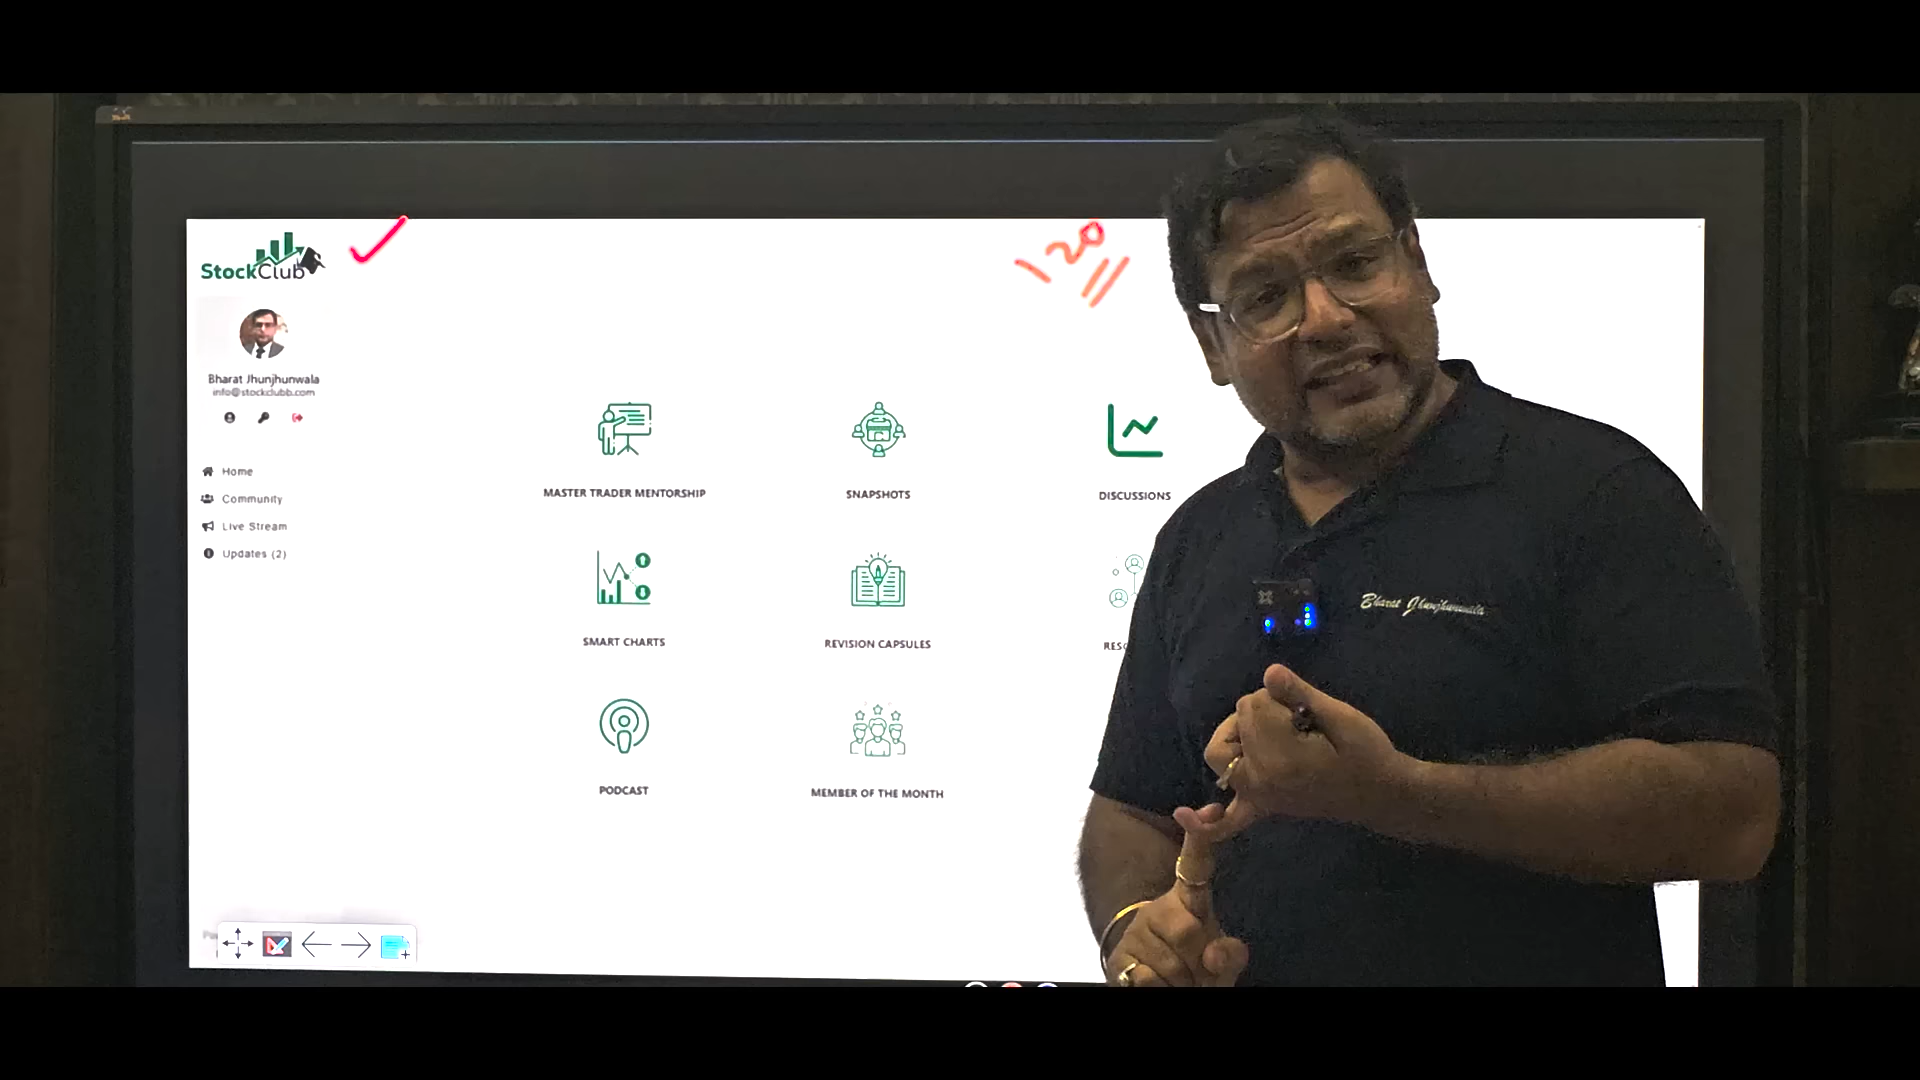 StockClub
120
Bharat Jhunjhunwala
info@stockclubb.com
Home
Community
Live Stream
Updates (2)
MASTER TRADER MENTORSHIP
SNAPSHOTS
DISCUSSIONS
SMART CHARTS
REVISION CAPSULES
PODCAST
MEMBER OF THE MONTH
Bharat Jhunjhunwala